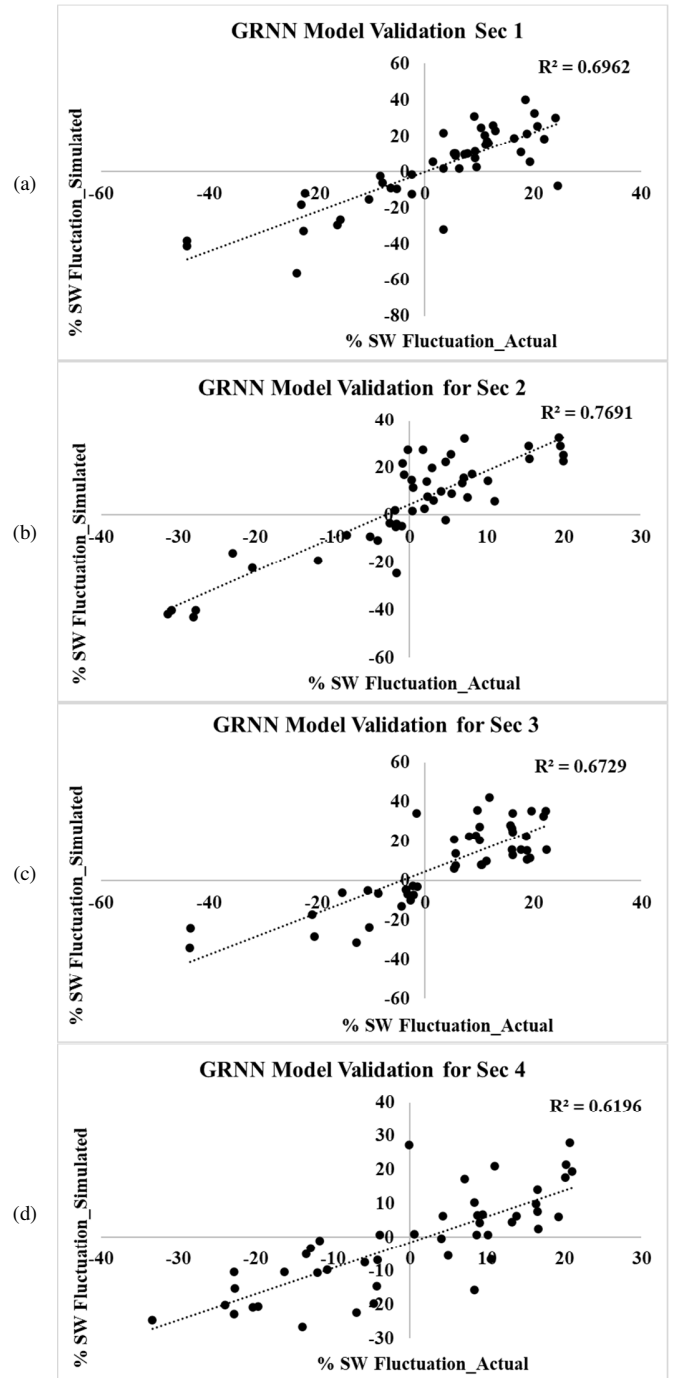 GRNN Model Validation Sec 1
R² = 0.6962
60
40
20
0
-20
-40
-60
-80
-60 -40 -20 0 20 40
(a)
% SW Fluctation_Simulated
% SW Fluctuation_Actual
GRNN Model Validation for Sec 2
R² = 0.7691
40
20
0
-20
-40
-60
-40 -30 -20 -10 0 10 20 30
(b)
% SW Fluctuation_Simulated
% SW Fluctuation_Actual
GRNN Model Validation for Sec 3
R² = 0.6729
60
40
20
0
-20
-40
-60
-60 -40 -20 0 20 40
(c)
% SW Fluctuation_Simulated
% SW Fluctuation_Actual
GRNN Model Validation for Sec 4
R² = 0.6196
40
30
20
10
0
-10
-20
-30
-40 -30 -20 -10 0 10 20 30
(d)
% SW Fluctuation_Simulated
% SW Fluctuation_Actual